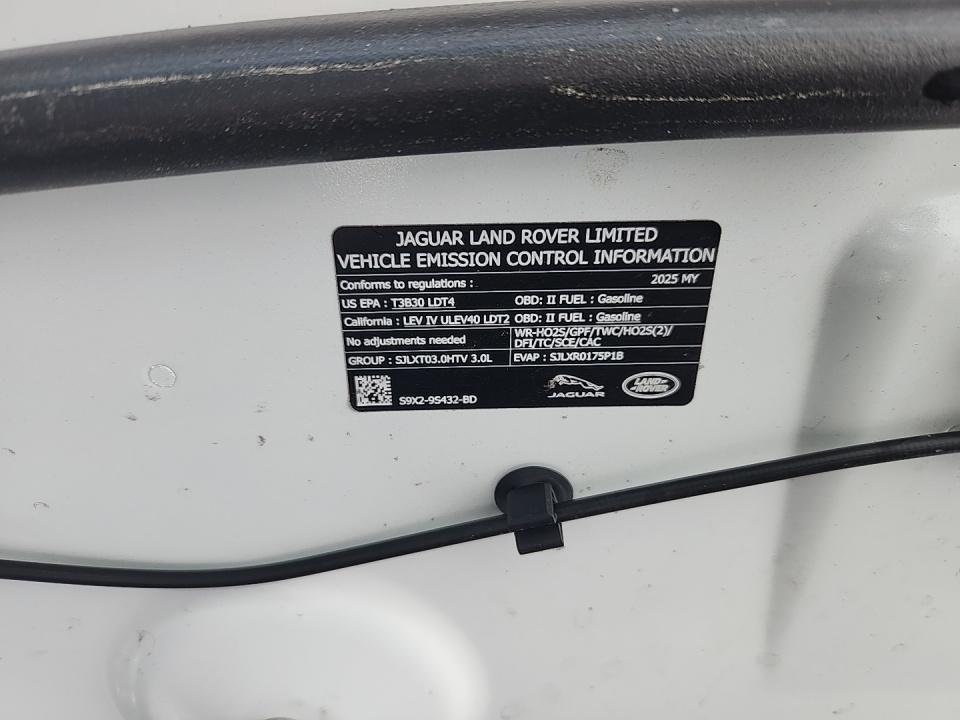 JAGUAR LAND ROVER LIMITED
VEHICLE EMISSION CONTROL INFORMATION
Conforms to regulations : 2025 MY
US EPA : T3B30 LDT4 OBD: II FUEL : Gasoline
California : LEV IV ULEV40 LDT2 OBD: II FUEL : Gasoline
No adjustments needed WR-HO2S/GPF/TWC/HO2S(2)/
DFI/TC/SCE/CAC
GROUP : SJLXT03.0HTV 3.0L EVAP : SJLXR0175P1B
S9X2-9S432-BD
JAGUAR
LAND-
ROVER